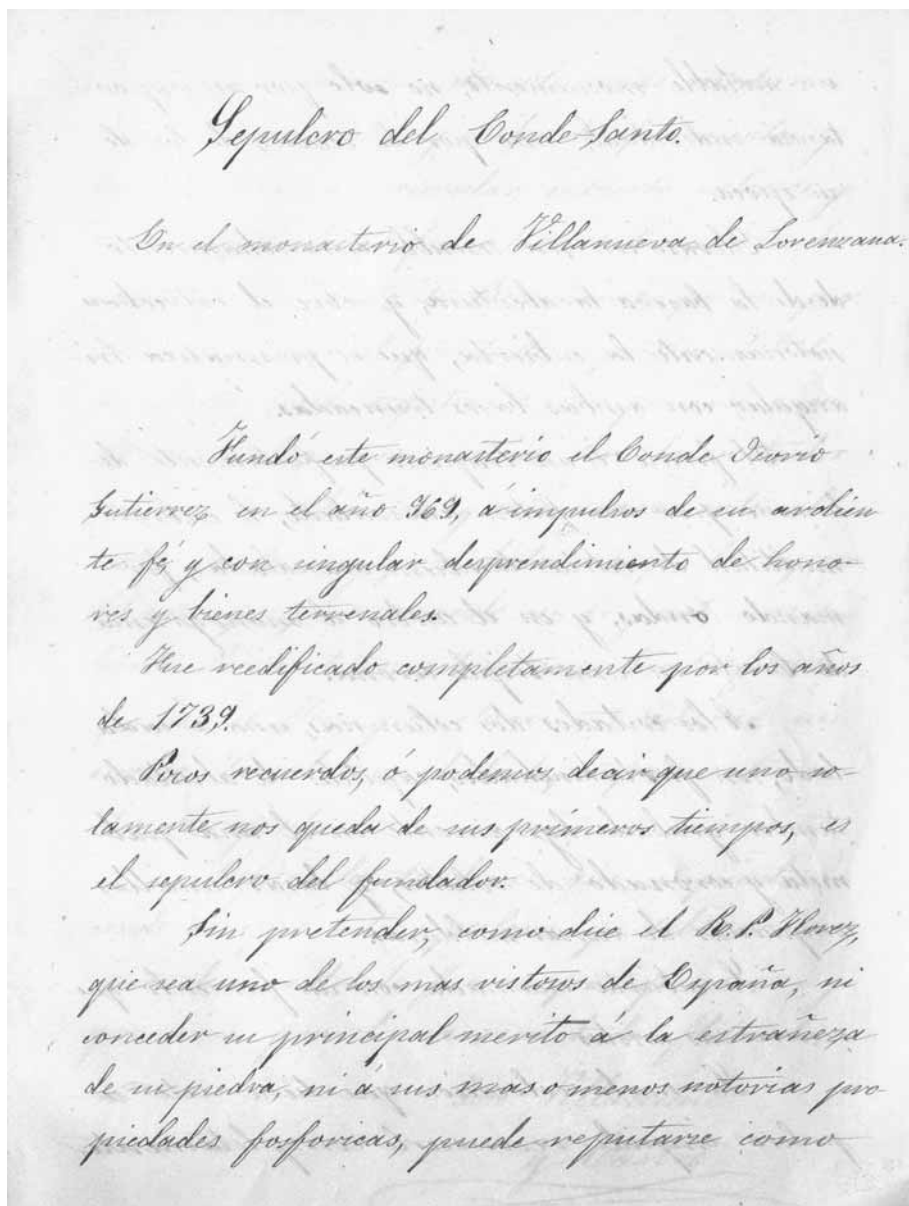 Sepulcro del Conde Santo.
En el monasterio de Villanueva de Lorenzana.
Fundó este monasterio el Conde Osorio
Gutierrez en el año 969, á impulsos de su ardien
te fé, y con singular desprendimiento de hono-
res y bienes terrenales.
Fue reedificado completamente por los años
de 1739.
Pocos recuerdos, ó podemos decir que uno so-
lamente nos queda de sus primeros tiempos, es
el sepulcro del fundador.
Sin pretender, como dice el R. P. Florez,
que sea uno de los mas vistosos de España, ni
conceder su principal merito á la estrañeza
de su piedra, ni á sus mas o menos notorias pro
piedades fosforicas, puede reputarse como